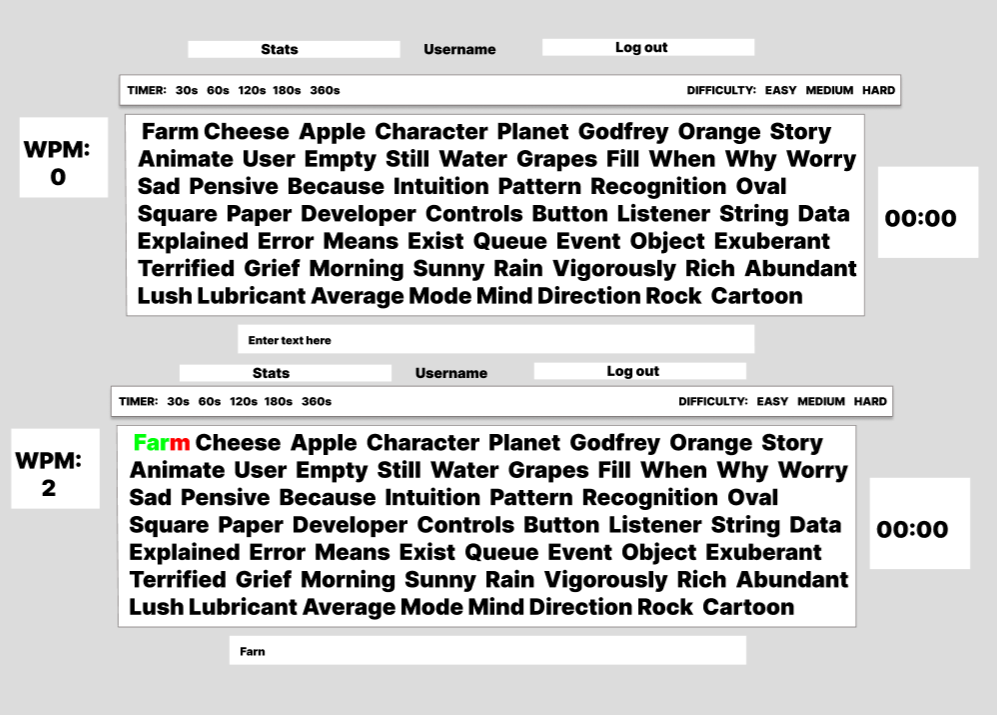 Stats Username Log out
TIMER: 30s 60s 120s 180s 360s DIFFICULTY: EASY MEDIUM HARD
WPM:
0
Farm Cheese Apple Character Planet Godfrey Orange Story
Animate User Empty Still Water Grapes Fill When Why Worry
Sad Pensive Because Intuition Pattern Recognition Oval
Square Paper Developer Controls Button Listener String Data
Explained Error Means Exist Queue Event Object Exuberant
Terrified Grief Morning Sunny Rain Vigorously Rich Abundant
Lush Lubricant Average Mode Mind Direction Rock Cartoon
00:00
Enter text here
Stats Username Log out
TIMER: 30s 60s 120s 180s 360s DIFFICULTY: EASY MEDIUM HARD
WPM:
2
Farm Cheese Apple Character Planet Godfrey Orange Story
Animate User Empty Still Water Grapes Fill When Why Worry
Sad Pensive Because Intuition Pattern Recognition Oval
Square Paper Developer Controls Button Listener String Data
Explained Error Means Exist Queue Event Object Exuberant
Terrified Grief Morning Sunny Rain Vigorously Rich Abundant
Lush Lubricant Average Mode Mind Direction Rock Cartoon
00:00
Farn